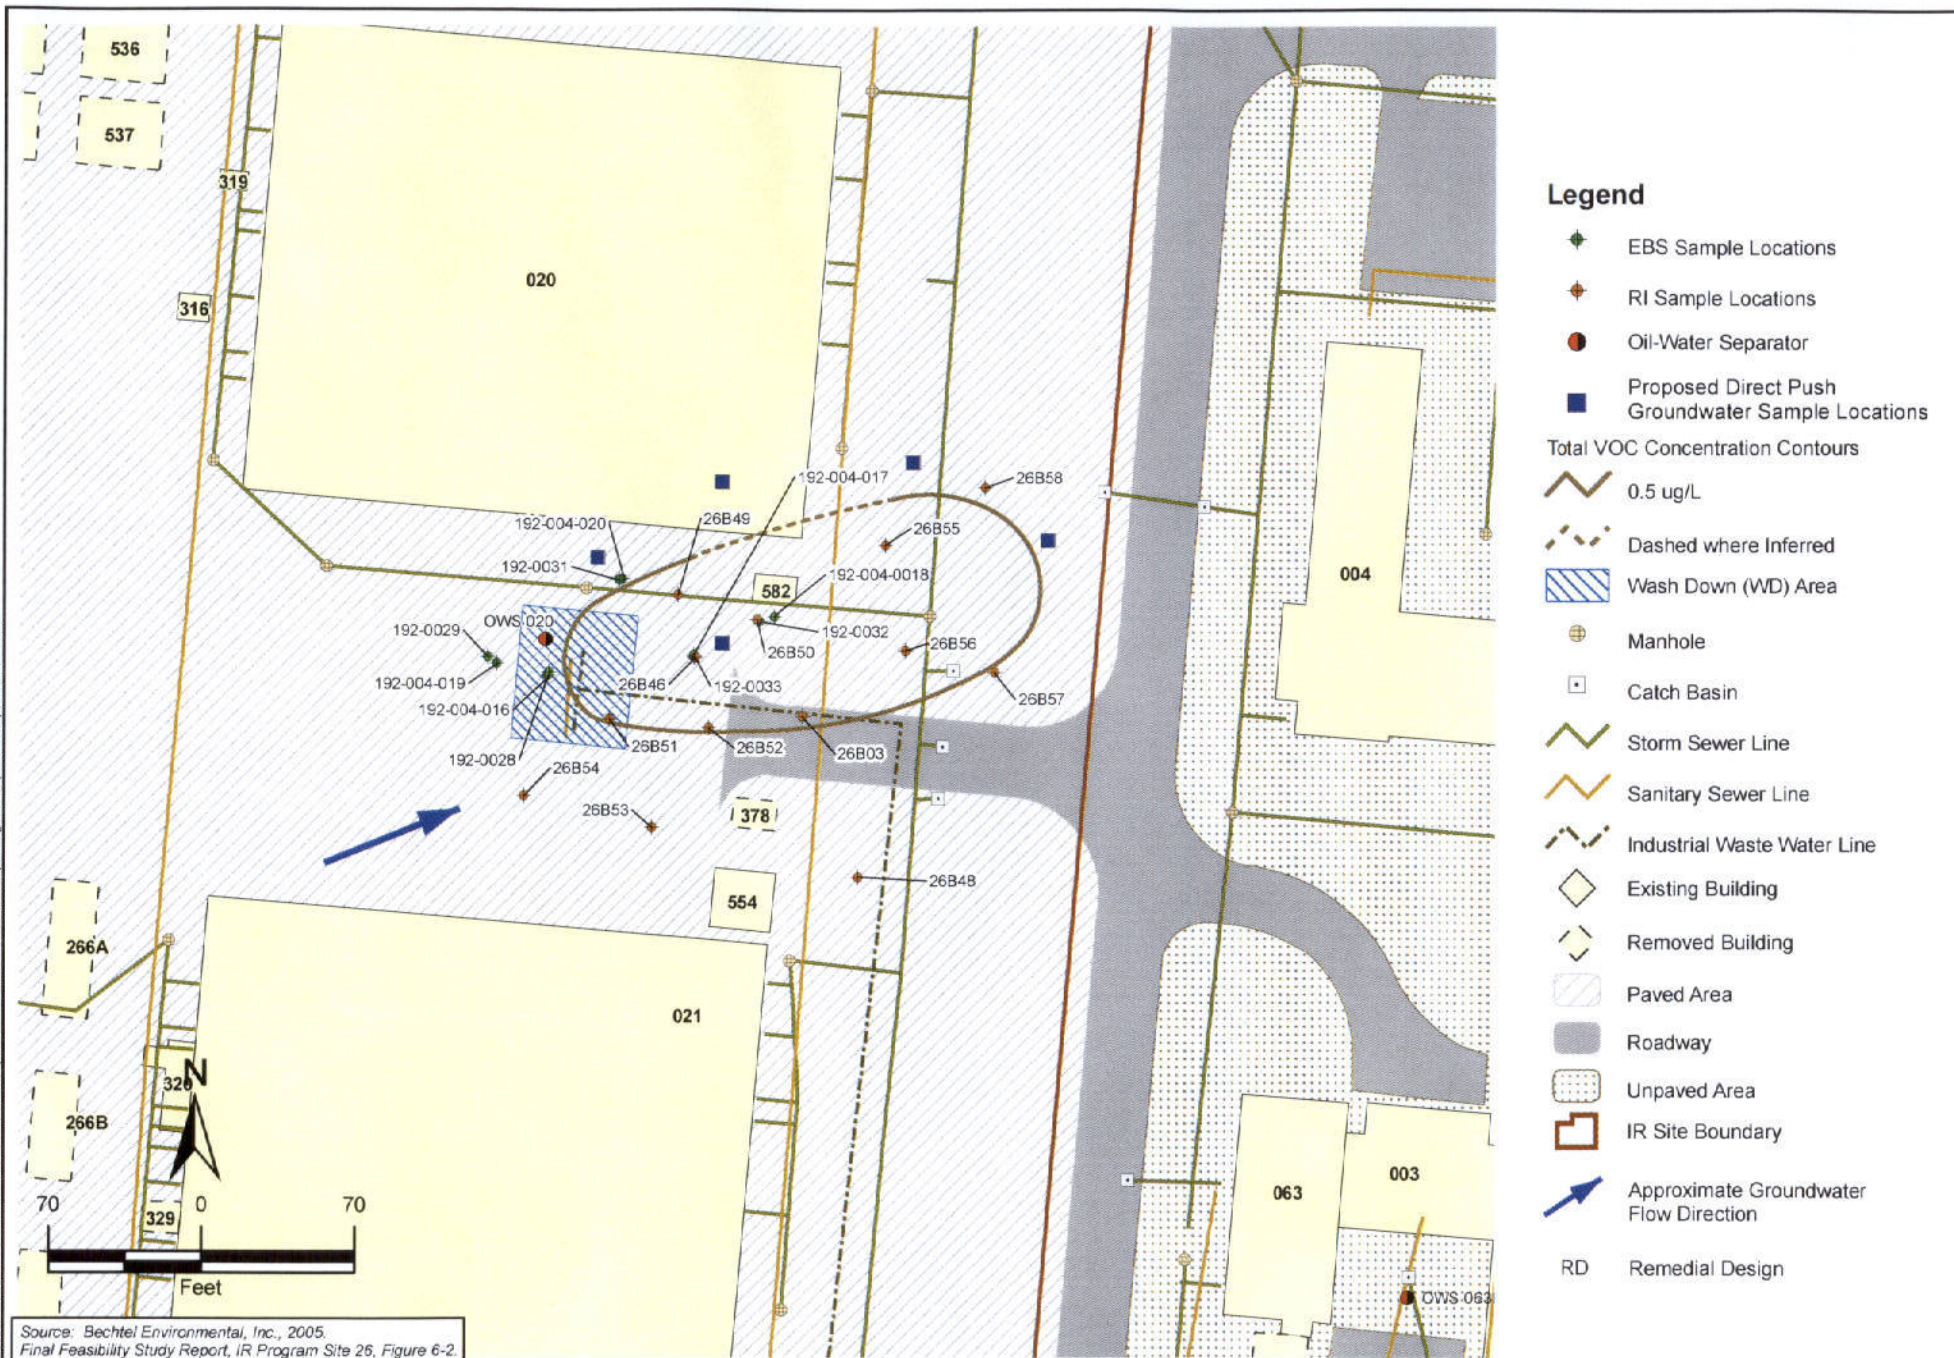 536
537
319
316
020
192-004-017
26B58
192-004-020
26B49
26B55
192-0031
582
192-004-0018
004
OWS 020
192-0029
192-0032
26B56
26B50
192-004-019
26B46
192-0033
26B57
192-004-016
26B51
26B52
26B03
192-0028
26B54
26B53
378
26B48
554
266A
021
320
N
266B
063
003
70 0 70
329
Feet
OWS 063
Source: Bechtel Environmental, Inc., 2005.
Final Feasibility Study Report, IR Program Site 26, Figure 6-2.
Legend
EBS Sample Locations
RI Sample Locations
Oil-Water Separator
Proposed Direct Push
Groundwater Sample Locations
Total VOC Concentration Contours
0.5 ug/L
Dashed where Inferred
Wash Down (WD) Area
Manhole
Catch Basin
Storm Sewer Line
Sanitary Sewer Line
Industrial Waste Water Line
Existing Building
Removed Building
Paved Area
Roadway
Unpaved Area
IR Site Boundary
Approximate Groundwater
Flow Direction
RD Remedial Design